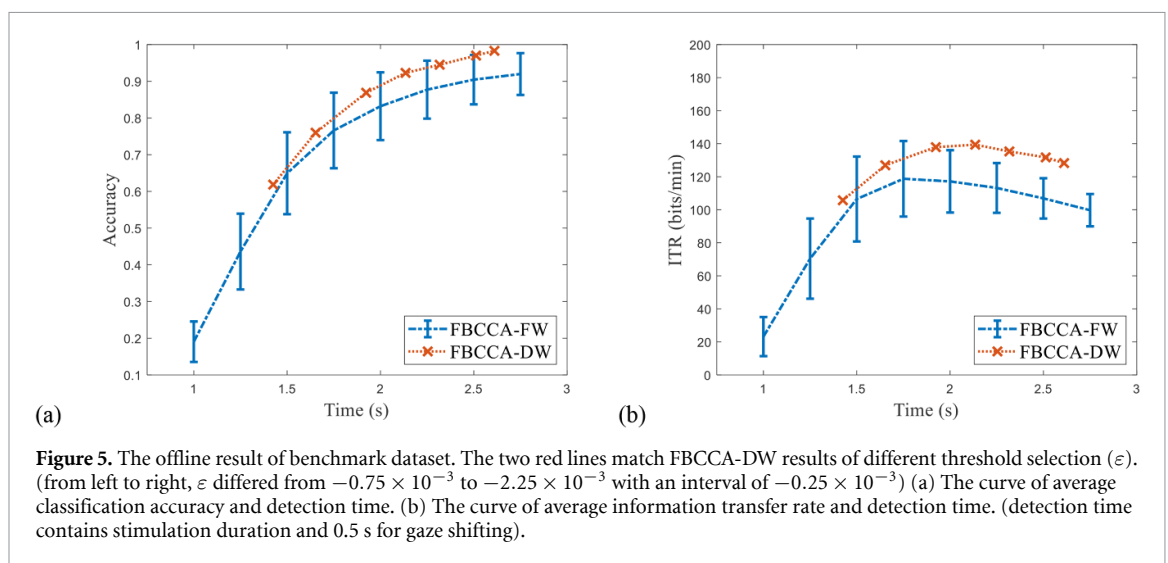 1
0.9
0.8
0.7
0.6
0.5
0.4
0.3
0.2
0.1
Accuracy
1 1.5 2 2.5 3
Time (s)
FBCCA-FW
FBCCA-DW
(a)
200
180
160
140
120
100
80
60
40
20
0
ITR (bits/min)
1 1.5 2 2.5 3
Time (s)
FBCCA-FW
FBCCA-DW
(b)
Figure 5. The offline result of benchmark dataset. The two red lines match FBCCA-DW results of different threshold selection (ε).
(from left to right, ε differed from −0.75 × 10⁻³ to −2.25 × 10⁻³ with an interval of −0.25 × 10⁻³) (a) The curve of average
classification accuracy and detection time. (b) The curve of average information transfer rate and detection time. (detection time
contains stimulation duration and 0.5 s for gaze shifting).